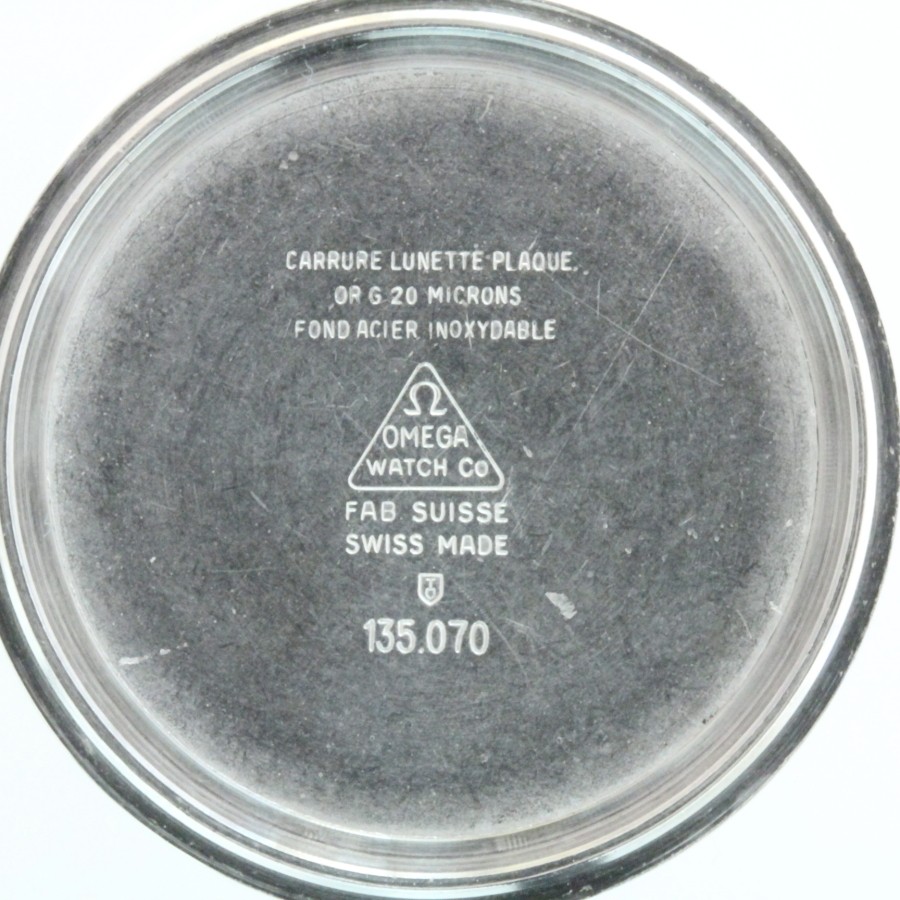 CARRURE LUNETTE PLAQUE.
OR G 20 MICRONS
FOND ACIER INOXYDABLE
Ω
OMEGA
WATCH Co
FAB SUISSE
SWISS MADE
135.070